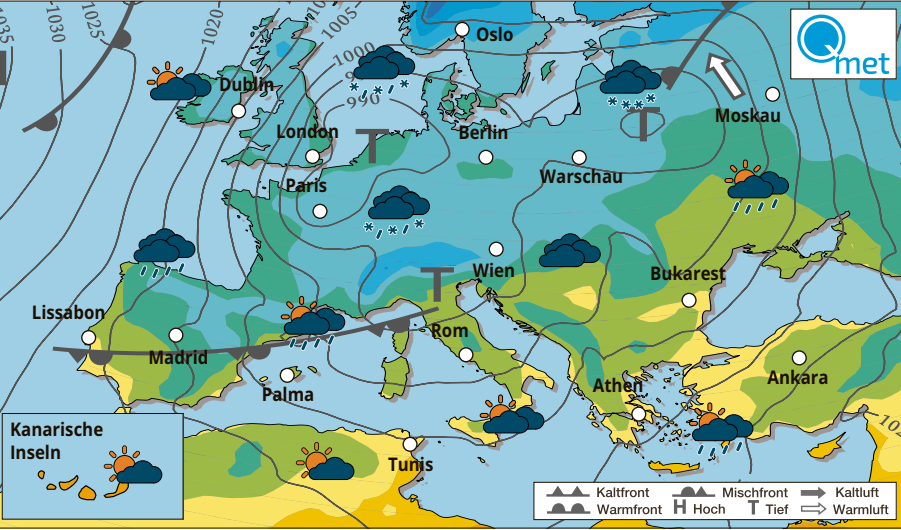 1035
1030
1025
1020
1005
1000
990
Oslo
Qmet
Dublin
Moskau
London
T
Berlin
T
Paris
Warschau
Wien
Bukarest
T
Lissabon
Rom
Madrid
Palma
Athen
Ankara
Kanarische
Inseln
Tunis
Kaltfront
Mischfront
Kaltluft
Warmfront
H Hoch
T Tief
Warmluft